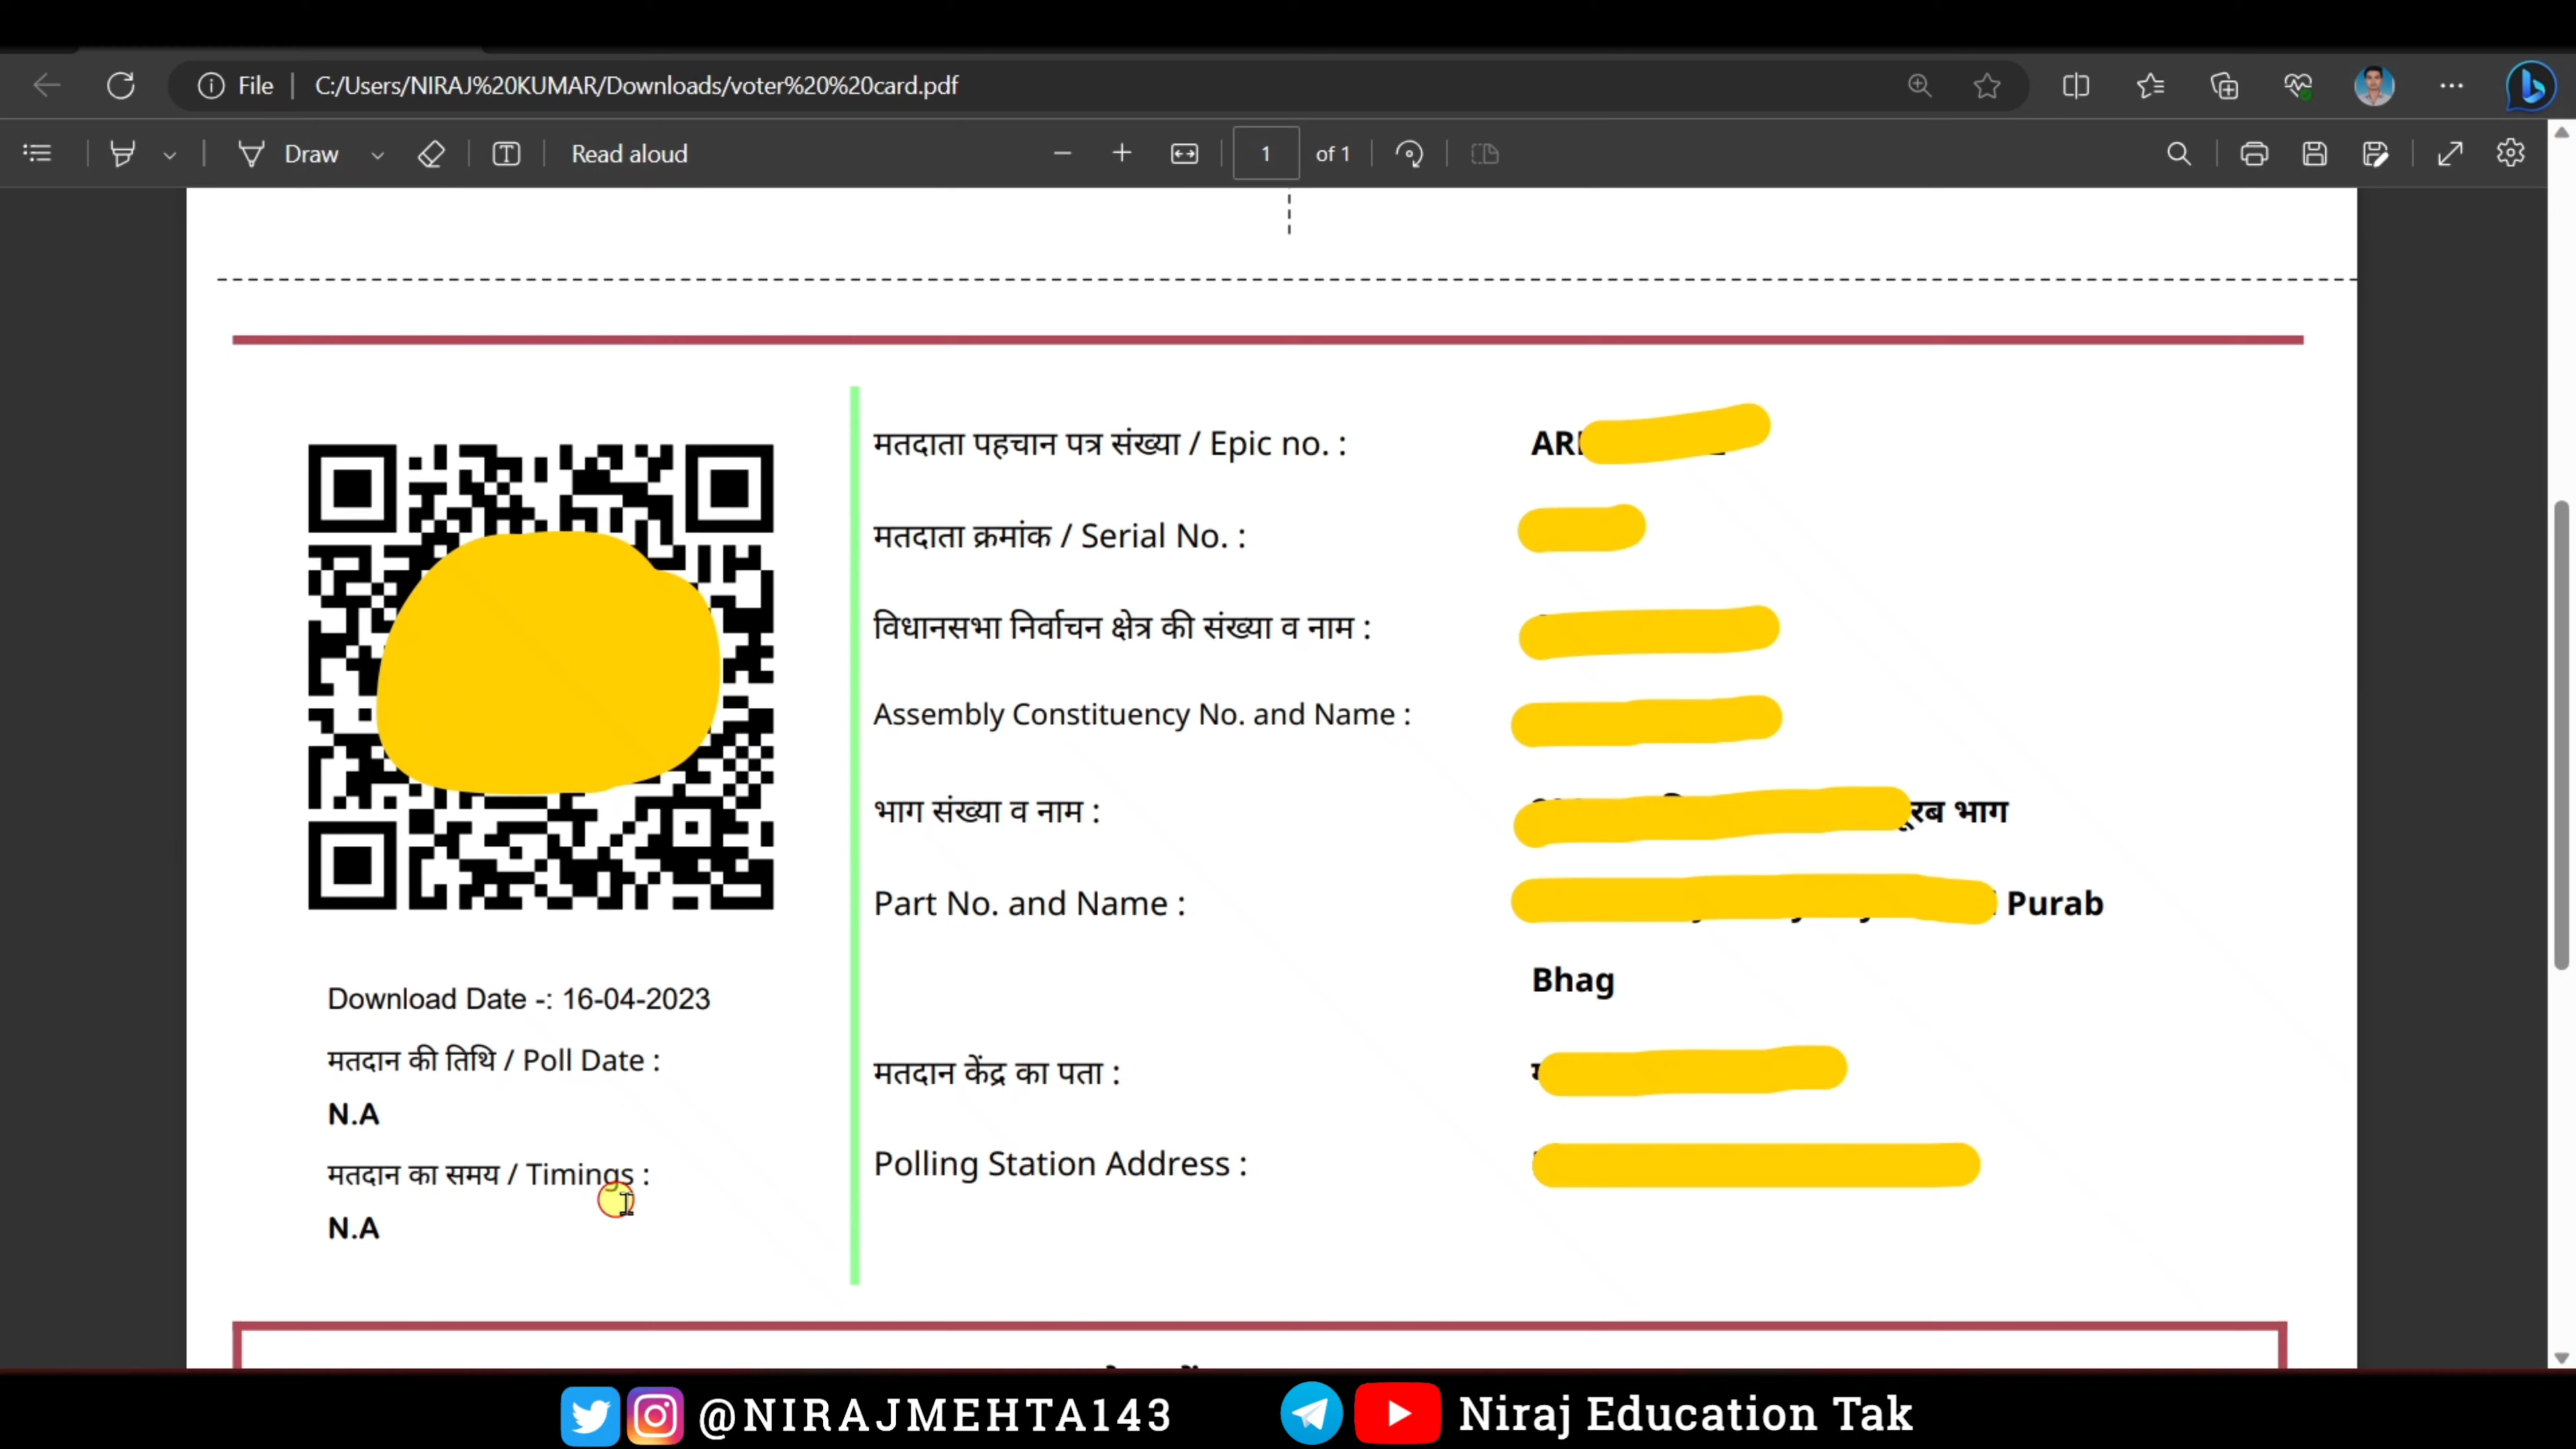 File C:/Users/NIRAJ%20KUMAR/Downloads/voter%20%20card.pdf
Draw Read aloud 1 of 1
मतदाता पहचान पत्र संख्या / Epic no. :
मतदाता क्रमांक / Serial No. :
विधानसभा निर्वाचन क्षेत्र की संख्या व नाम :
Assembly Constituency No. and Name :
भाग संख्या व नाम : भाग
Part No. and Name : Purab
Bhag
मतदान केंद्र का पता :
Polling Station Address :
Download Date -: 16-04-2023
मतदान की तिथि / Poll Date :
N.A
मतदान का समय / Timings :
N.A
@NIRAJMEHTA143 Niraj Education Tak